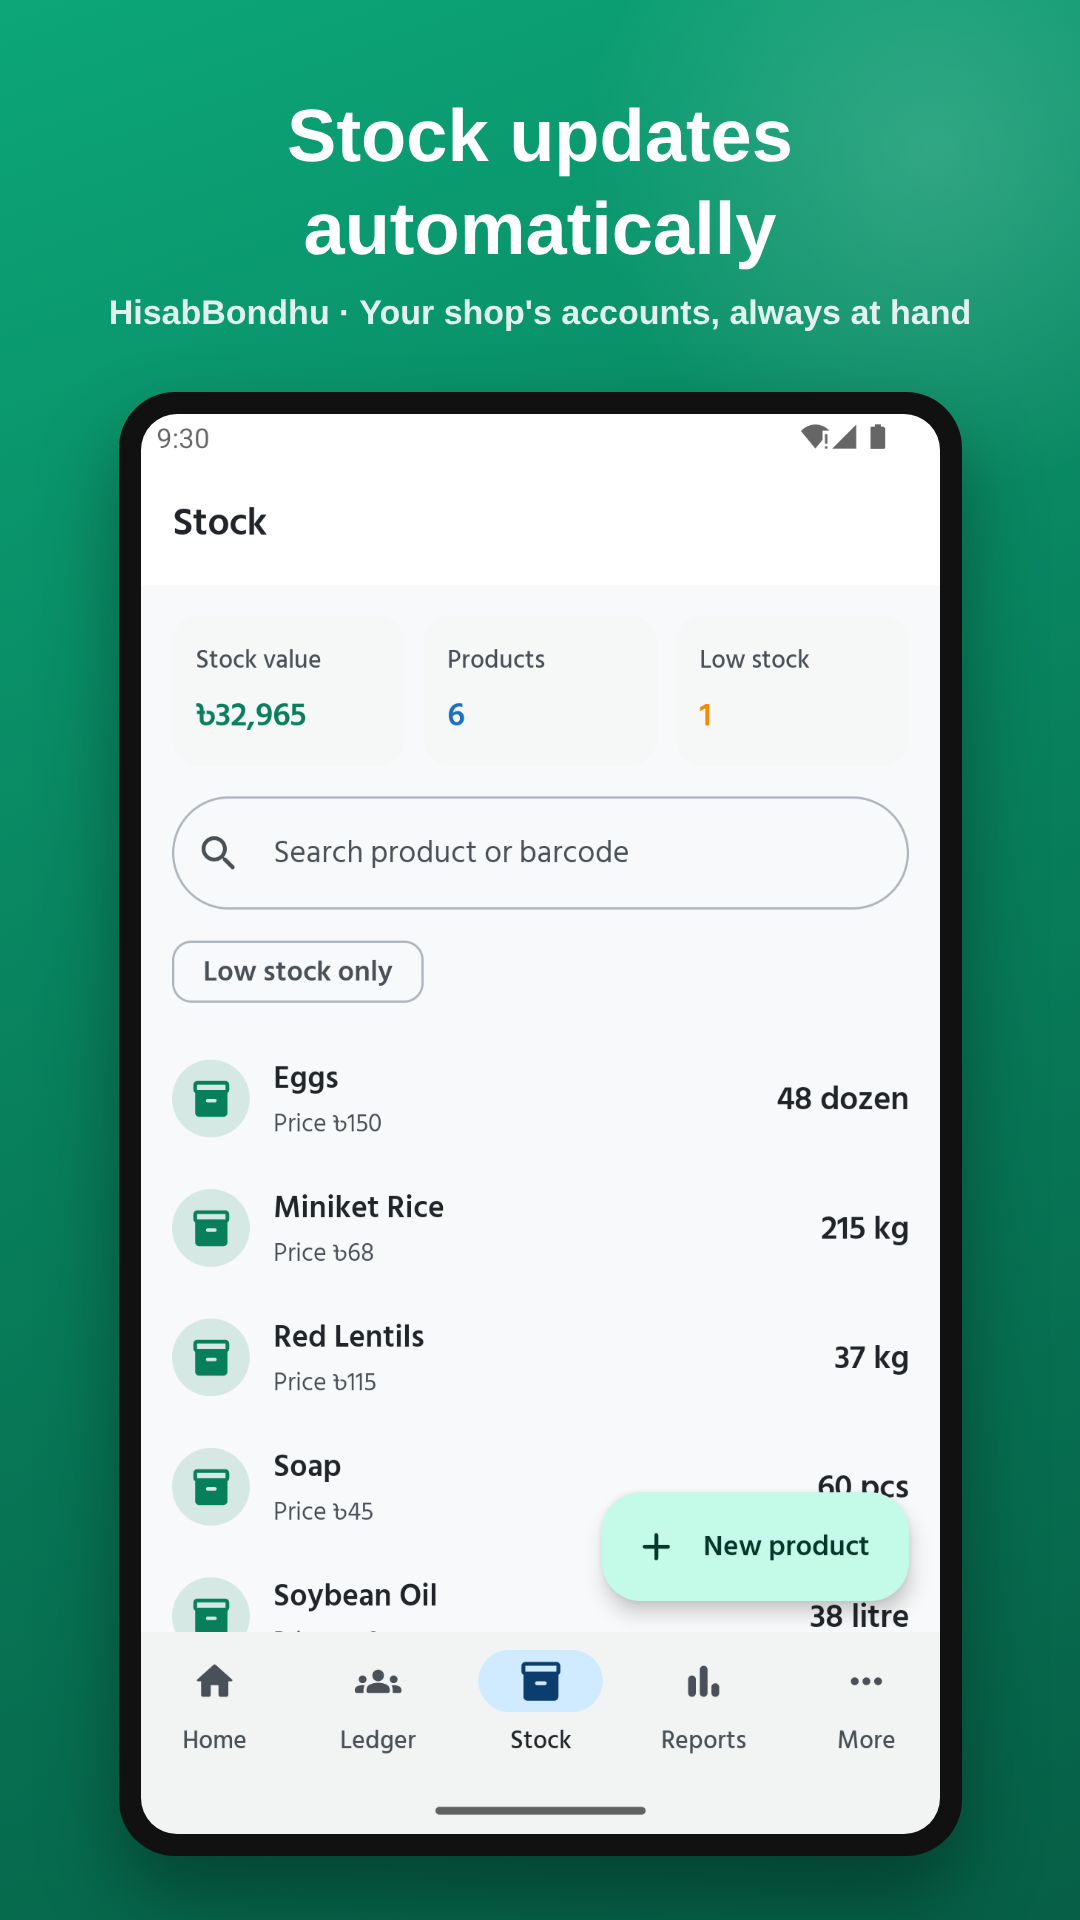 Stock updates
automatically
HisabBondhu · Your shop's accounts, always at hand
9:30
Stock
Stock value
Products
Low stock
৳32,965
6
1
Search product or barcode
Low stock only
Eggs
Price ৳150
48 dozen
Miniket Rice
Price ৳68
215 kg
Red Lentils
Price ৳115
37 kg
Soap
Price ৳45
60 pcs
New product
Soybean Oil
38 litre
Home
Ledger
Stock
Reports
More